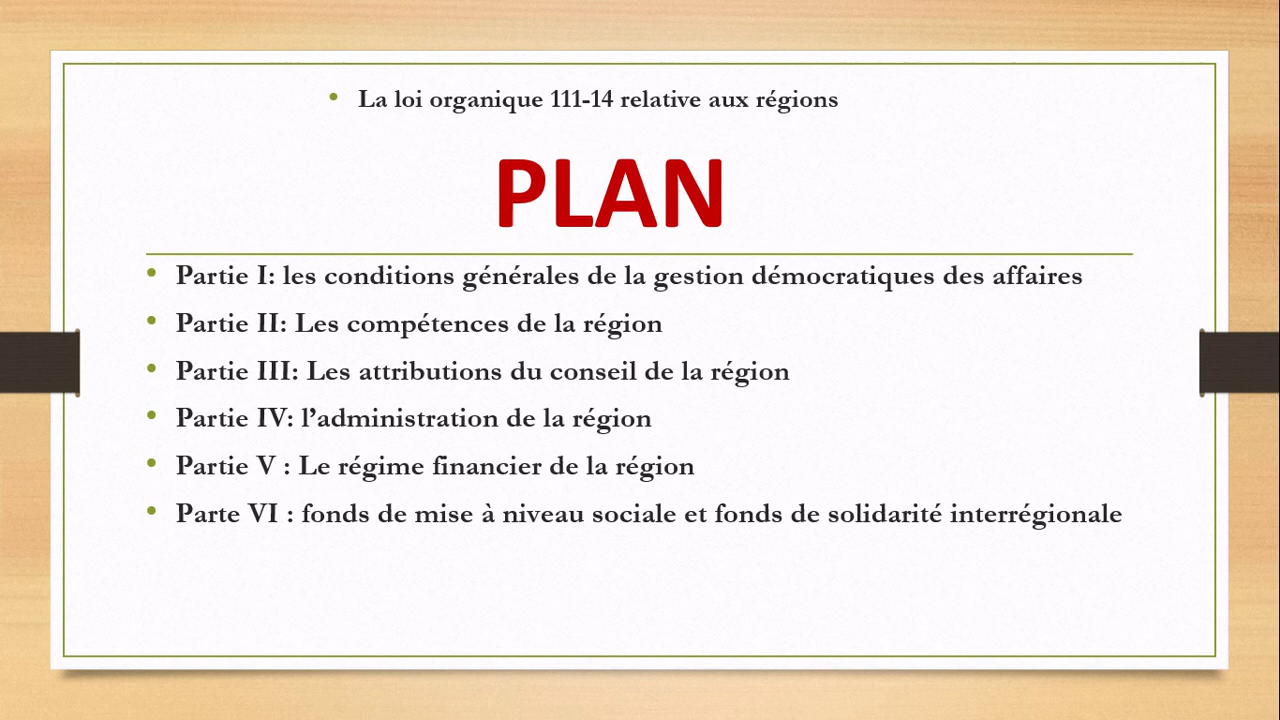 • La loi organique 111-14 relative aux régions
PLAN
• Partie I: les conditions générales de la gestion démocratiques des affaires
• Partie II: Les compétences de la région
• Partie III: Les attributions du conseil de la région
• Partie IV: l’administration de la région
• Partie V : Le régime financier de la région
• Parte VI : fonds de mise à niveau sociale et fonds de solidarité interrégionale